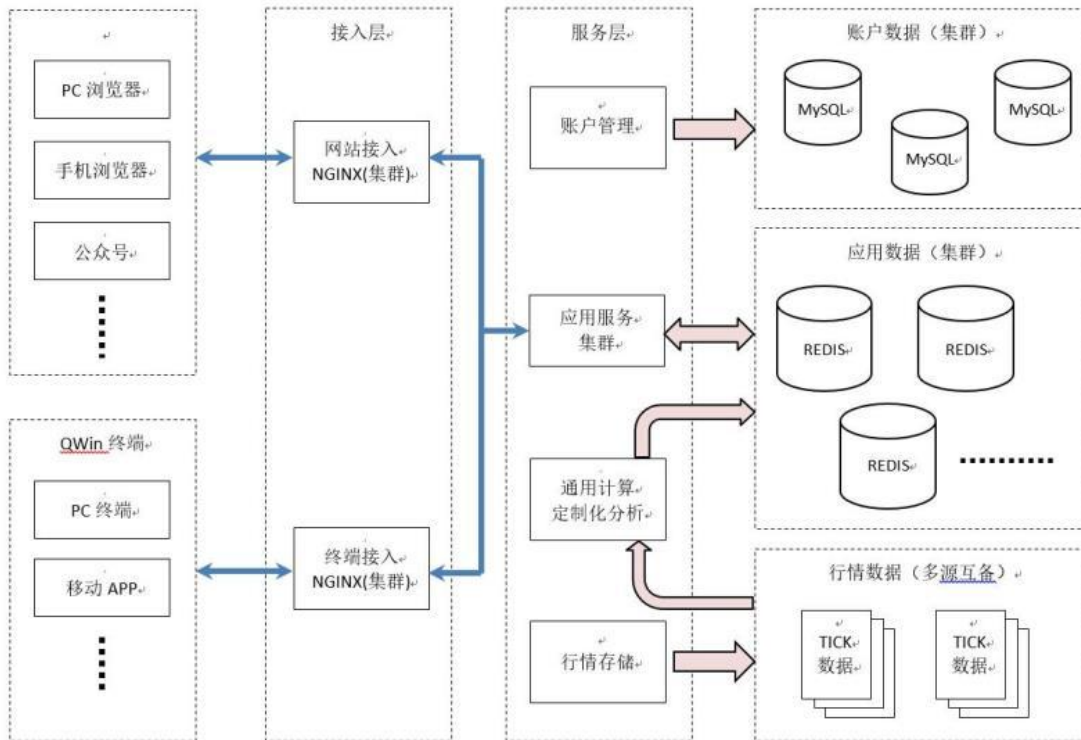 PC 浏览器
手机浏览器
公众号
QWin 终端
PC 终端
移动 APP
接入层
网站接入
NGINX(集群)
终端接入
NGINX(集群)
服务层
账户管理
应用服务
集群
通用计算
定制化分析
行情存储
账户数据（集群）
MySQL
MySQL
MySQL
应用数据（集群）
REDIS
REDIS
REDIS
行情数据（多源互备）
TICK
数据
TICK
数据